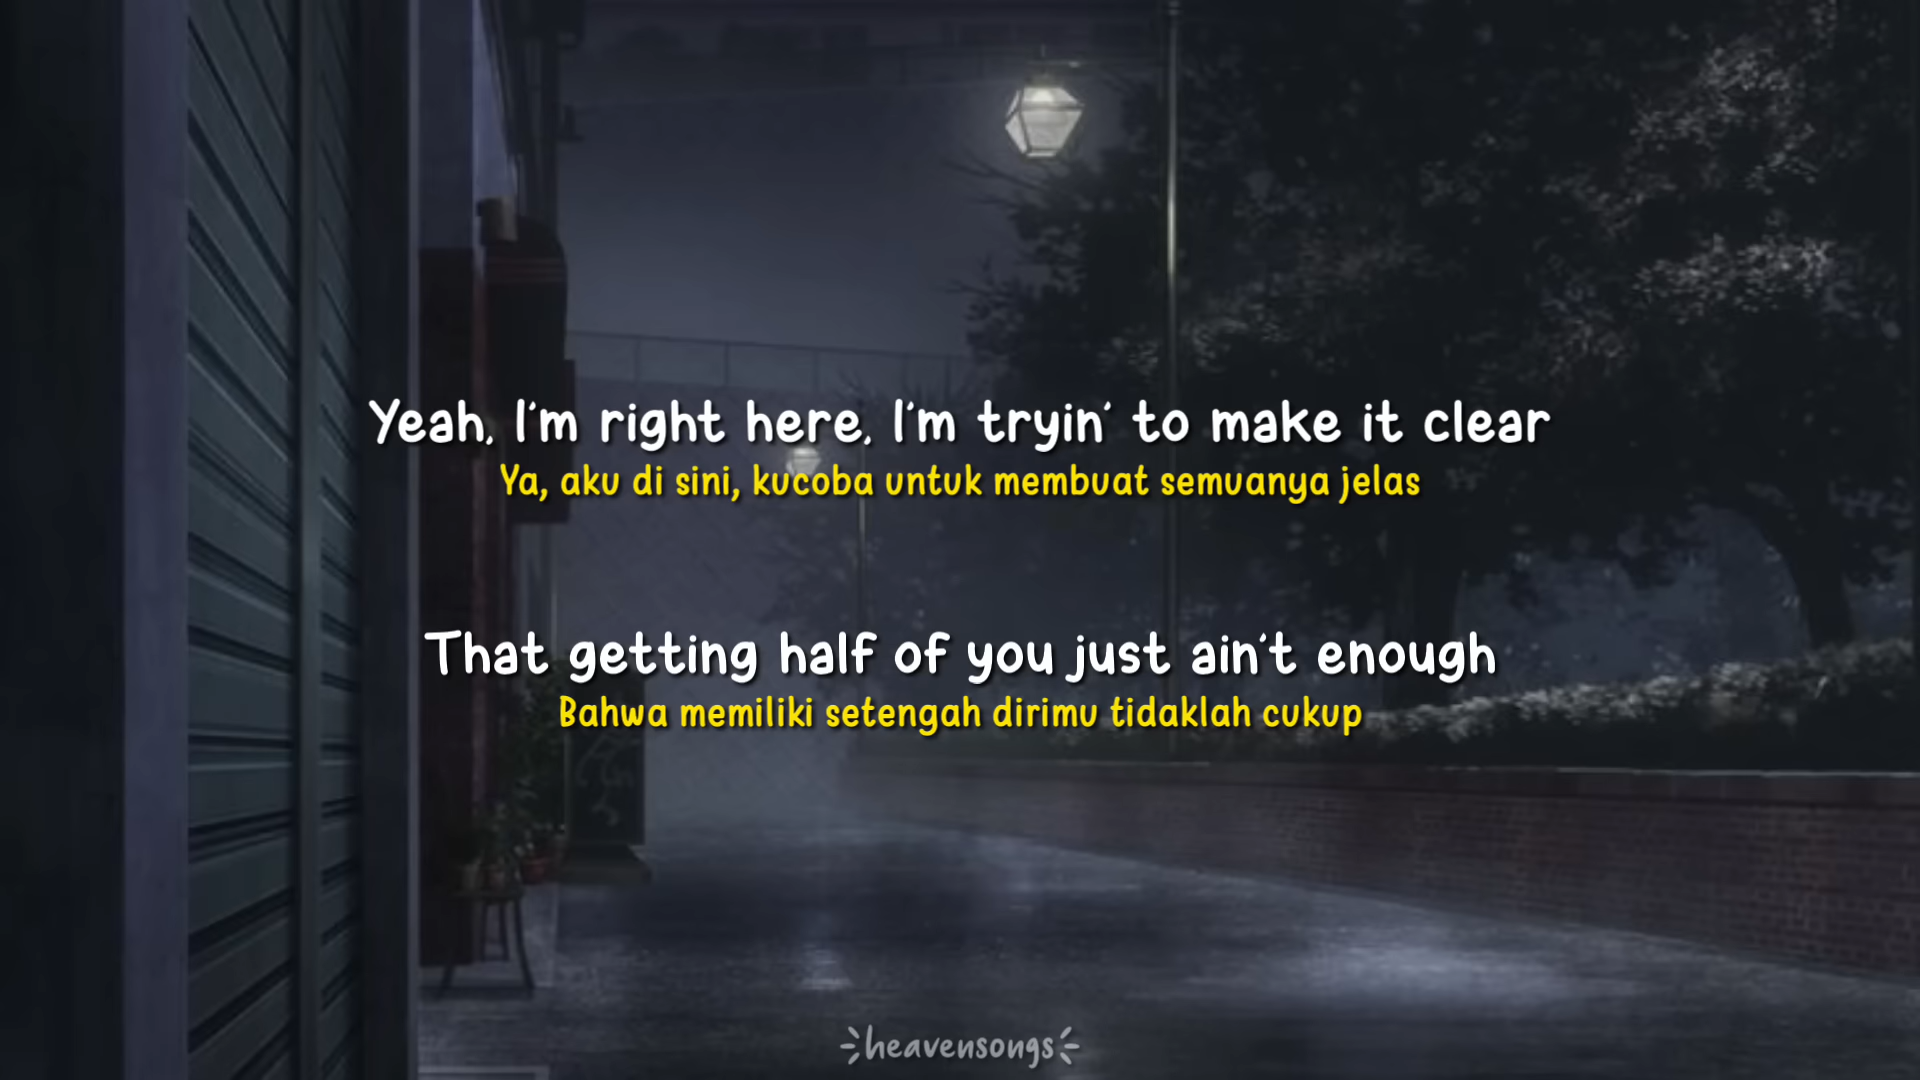 Yeah, I'm right here, I'm tryin' to make it clear
Ya, aku di sini, kucoba untuk membuat semuanya jelas
That getting half of you just ain't enough
Bahwa memiliki setengah dirimu tidaklah cukup
heavensongs